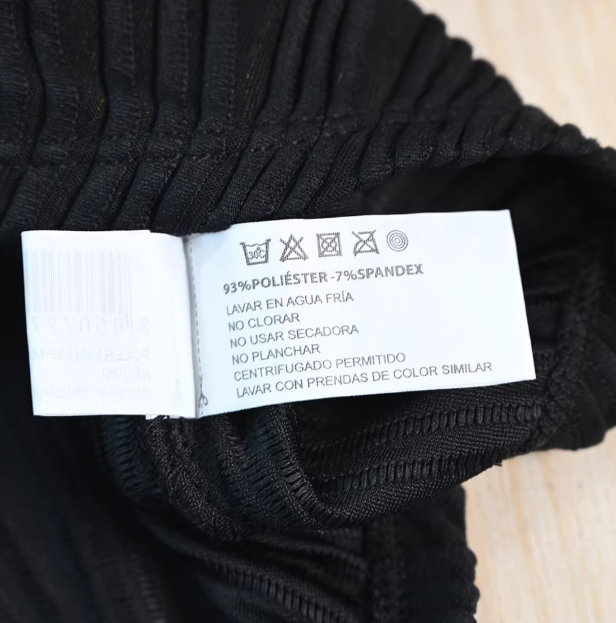 30C
93%POLIÉSTER-7%SPANDEX
LAVAR EN AGUA FRÍA
NO CLORAR
NO USAR SECADORA
NO PLANCHAR
CENTRIFUGADO PERMITIDO
LAVAR CON PRENDAS DE COLOR SIMILAR